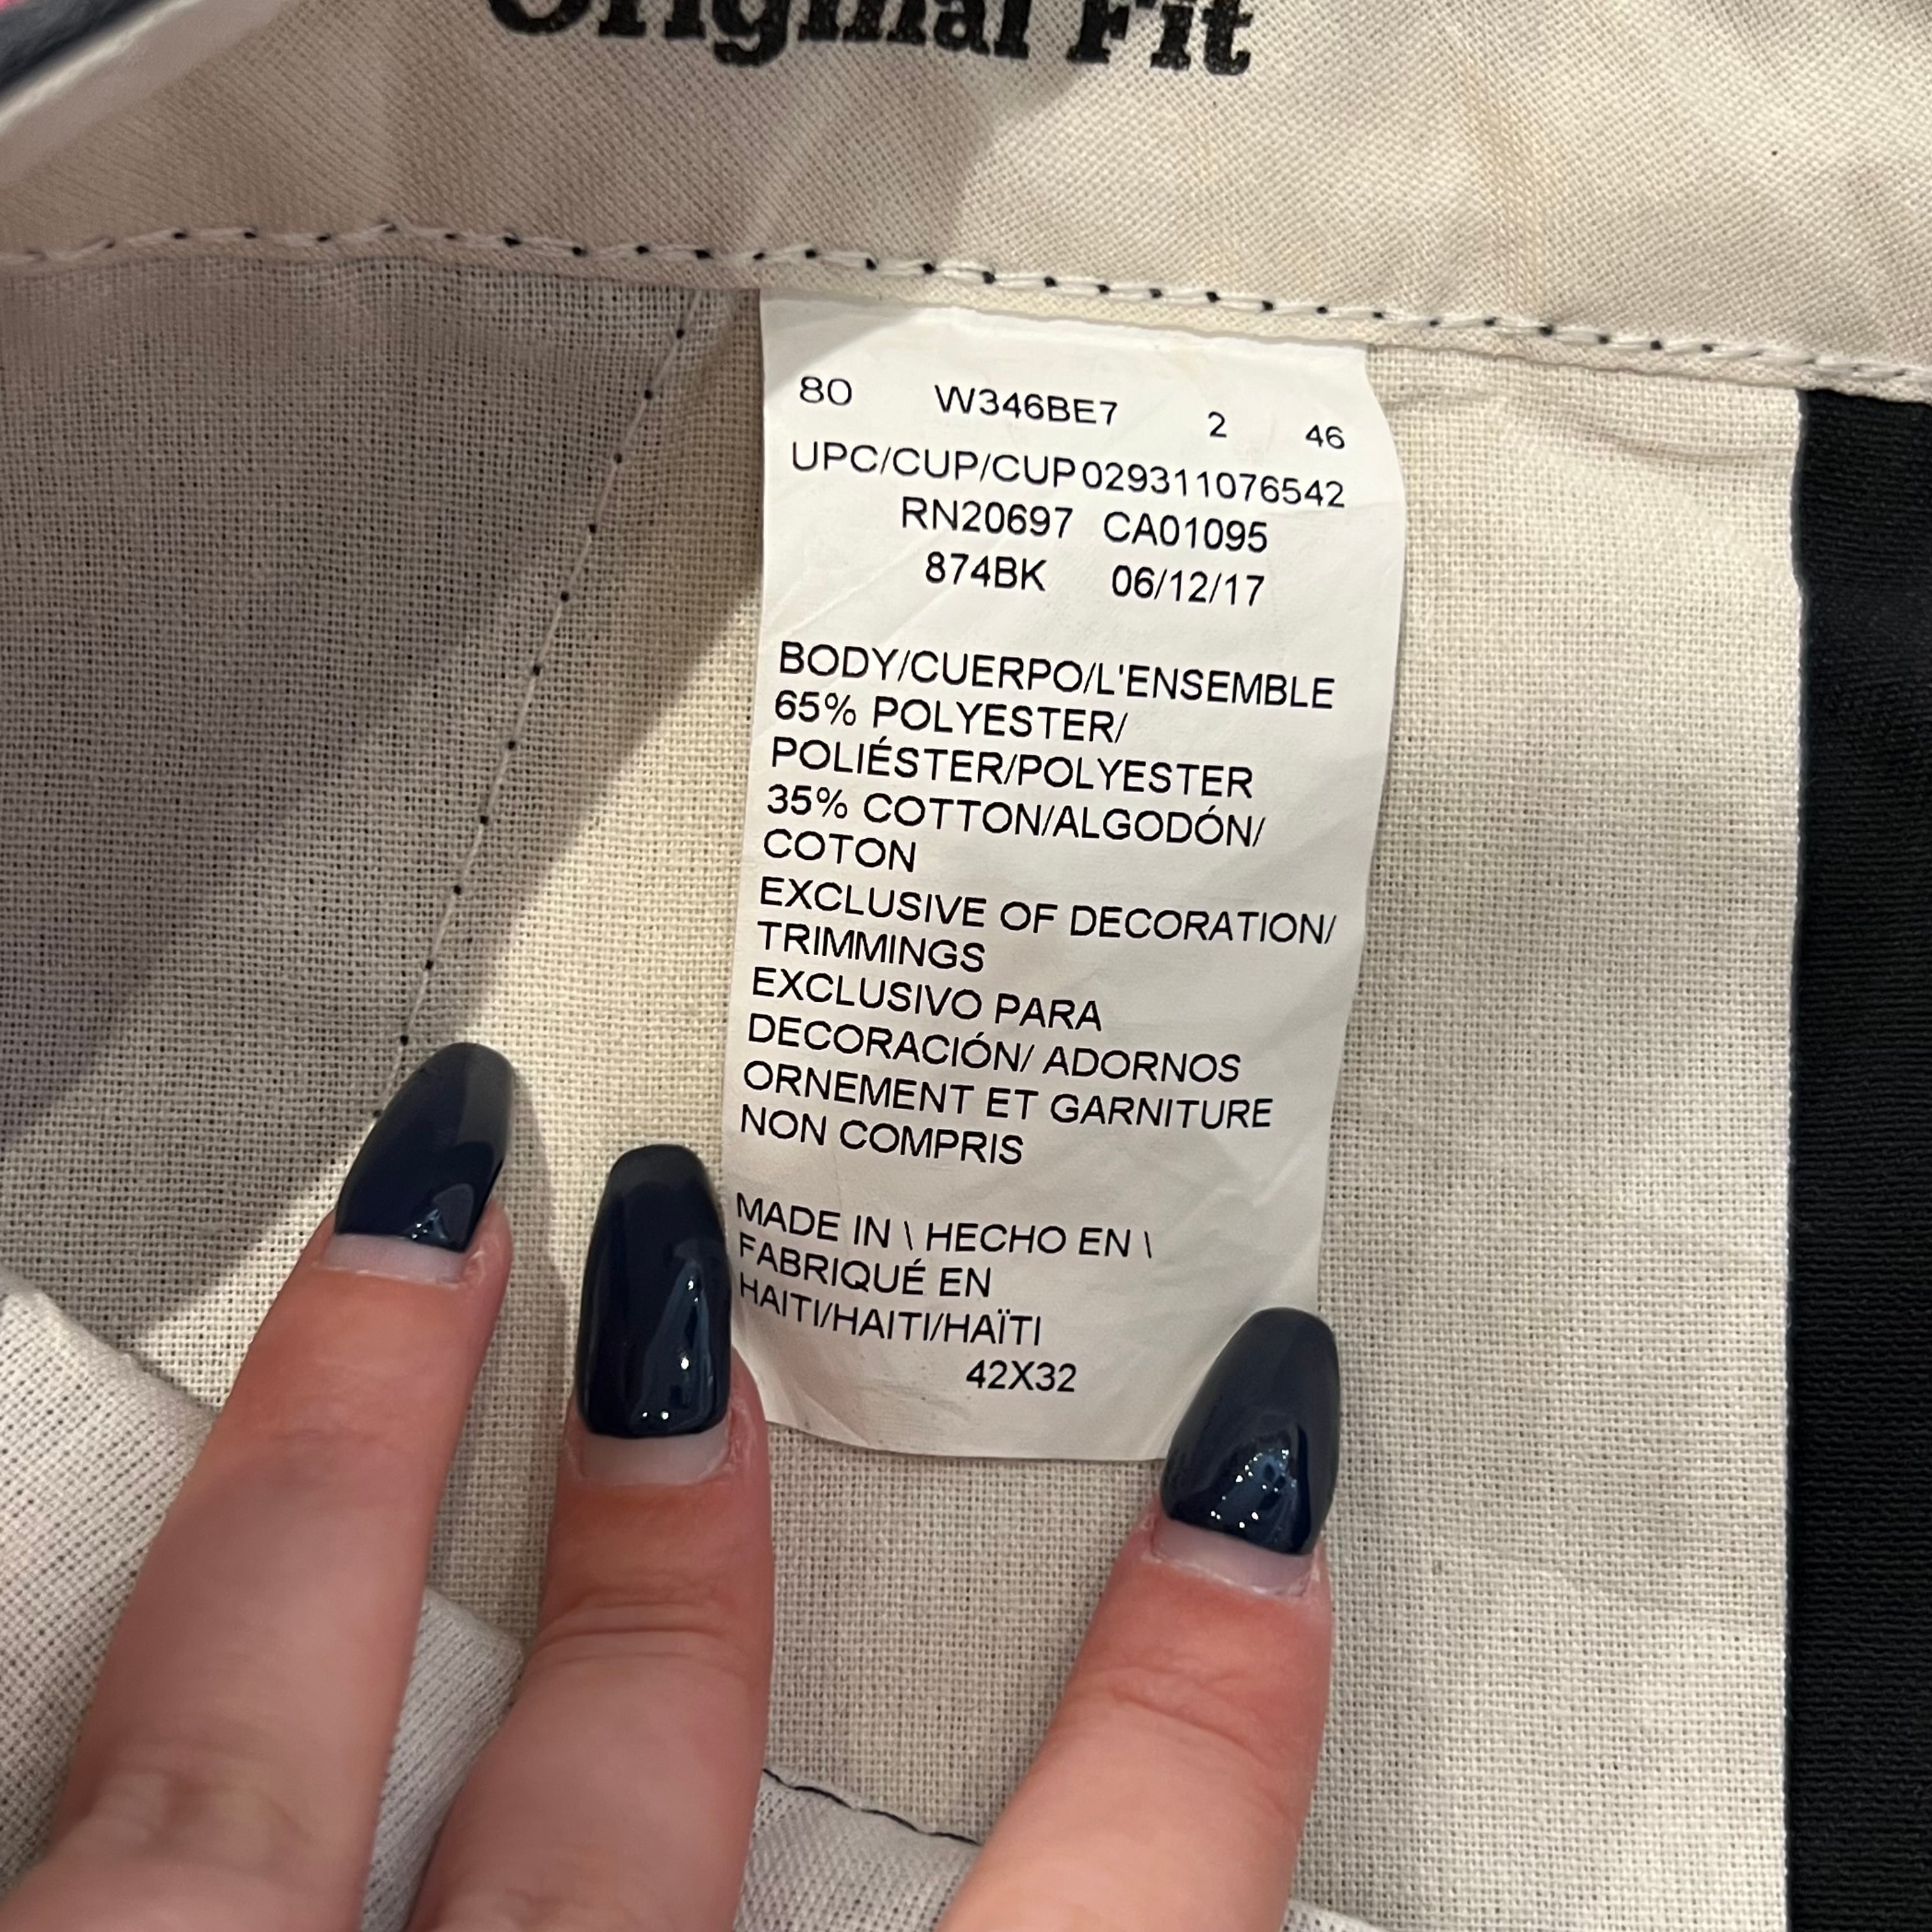 Original Fit
80 W346BE7 2 46
UPC/CUP/CUP029311076542
RN20697 CA01095
874BK 06/12/17
BODY/CUERPO/L'ENSEMBLE
65% POLYESTER/
POLIÉSTER/POLYESTER
35% COTTON/ALGODÓN/
COTON
EXCLUSIVE OF DECORATION/
TRIMMINGS
EXCLUSIVO PARA
DECORACIÓN/ ADORNOS
ORNEMENT ET GARNITURE
NON COMPRIS
MADE IN \ HECHO EN \
FABRIQUÉ EN
HAITI/HAITI/HAÏTI
42X32